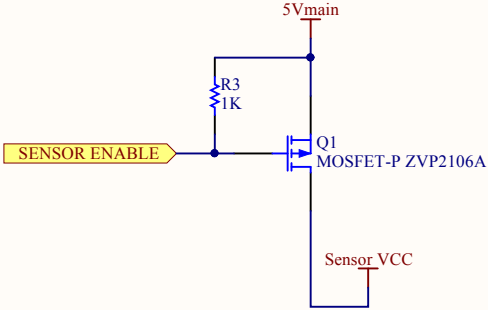 5Vmain
R3
1K
SENSOR ENABLE
Q1
MOSFET-P ZVP2106A
Sensor VCC